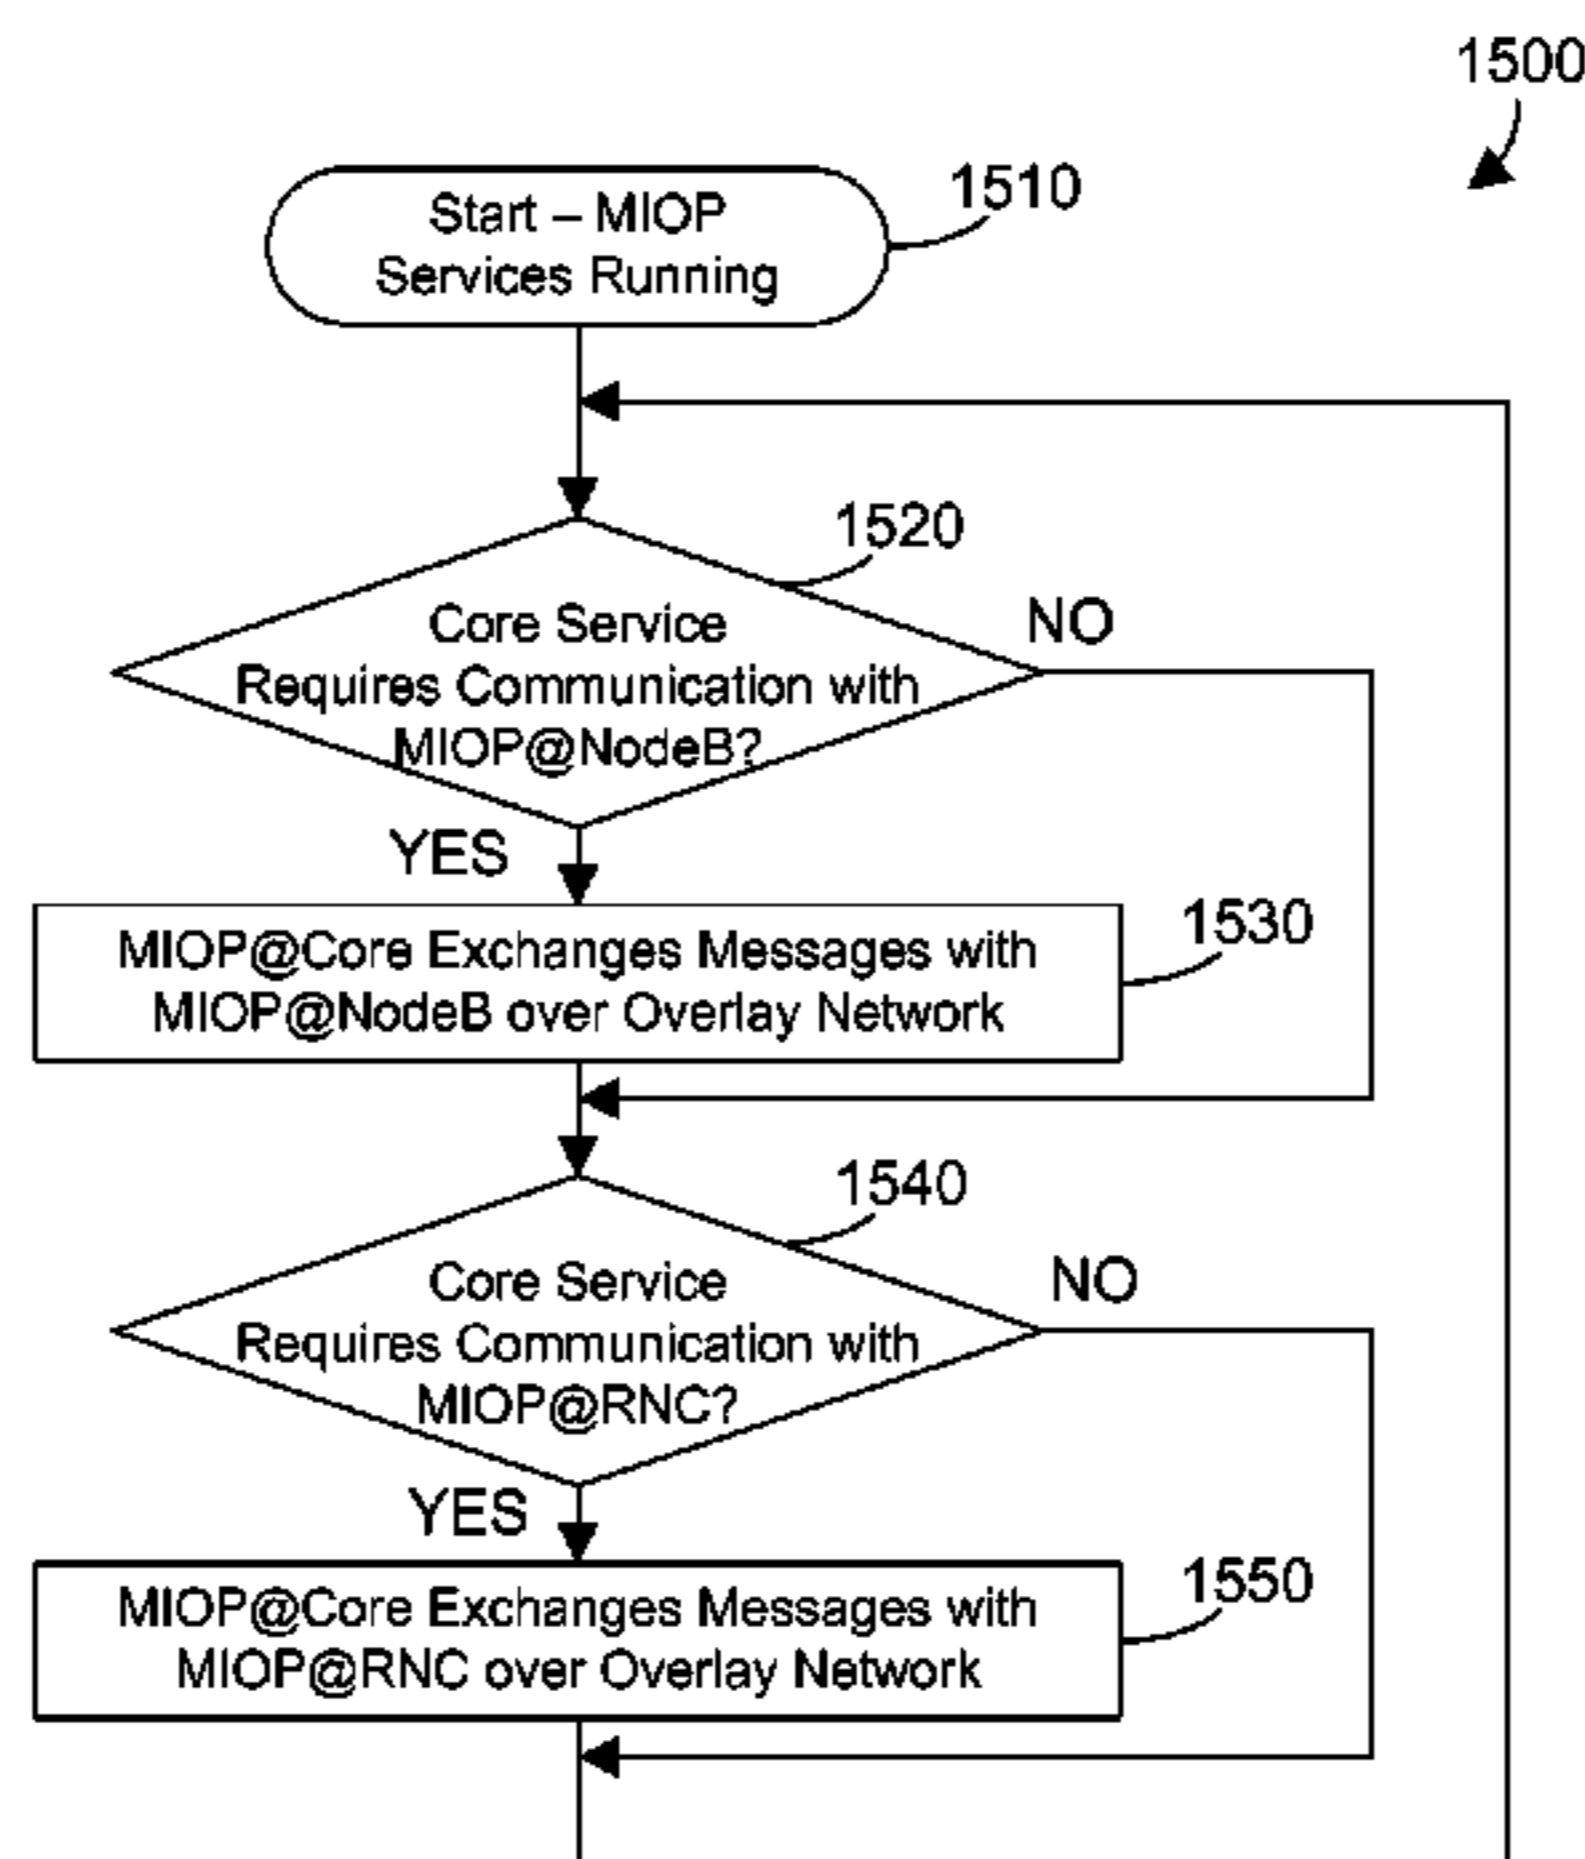 1500
1510
Start – MIOP
Services Running
1520
Core Service
Requires Communication with
MIOP@NodeB?
NO
YES
1530
MIOP@Core Exchanges Messages with
MIOP@NodeB over Overlay Network
1540
Core Service
Requires Communication with
MIOP@RNC?
NO
YES
1550
MIOP@Core Exchanges Messages with
MIOP@RNC over Overlay Network